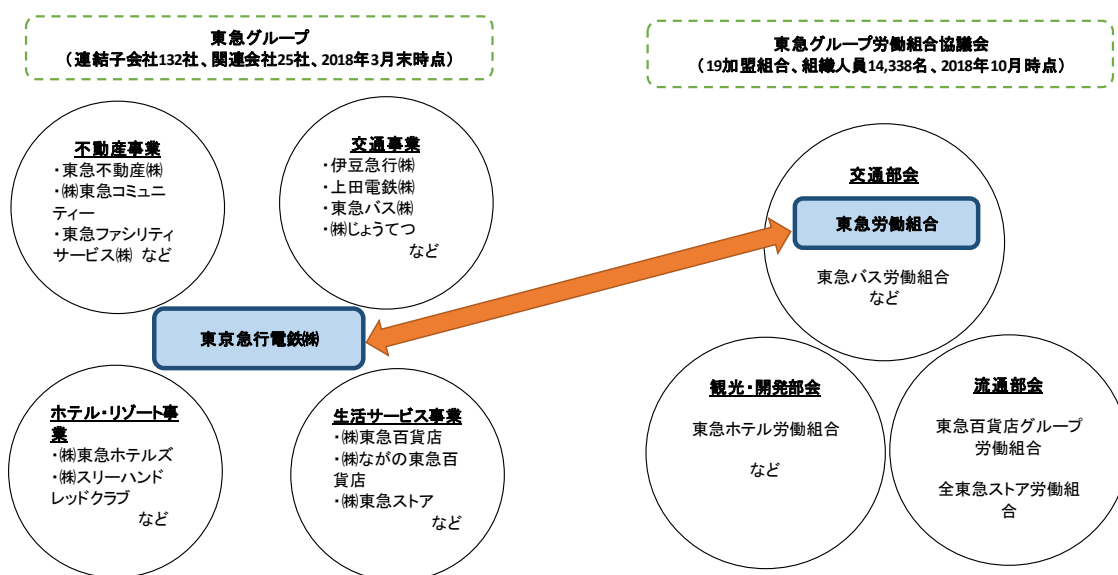 東急グループ
(連結子会社132社、関連会社25社、2018年3月末時点)
不動産事業
・東急不動産㈱
・㈱東急コミュニ
ティー
・東急ファシリティ
サービス㈱ など
交通事業
・伊豆急行㈱
・上田電鉄㈱
・東急バス㈱
・㈱じょうてつ
など
東京急行電鉄㈱
ホテル・リゾート事
業
・㈱東急ホテルズ
・㈱スリーハンド
レッドクラブ
など
生活サービス事業
・㈱東急百貨店
・㈱ながの東急百
貨店
・㈱東急ストア
など
東急グループ労働組合協議会
(19加盟組合、組織人員14,338名、2018年10月時点)
交通部会
東急労働組合
東急バス労働組合
など
観光・開発部会
東急ホテル労働組合
など
流通部会
東急百貨店グループ
労働組合
全東急ストア労働組
合